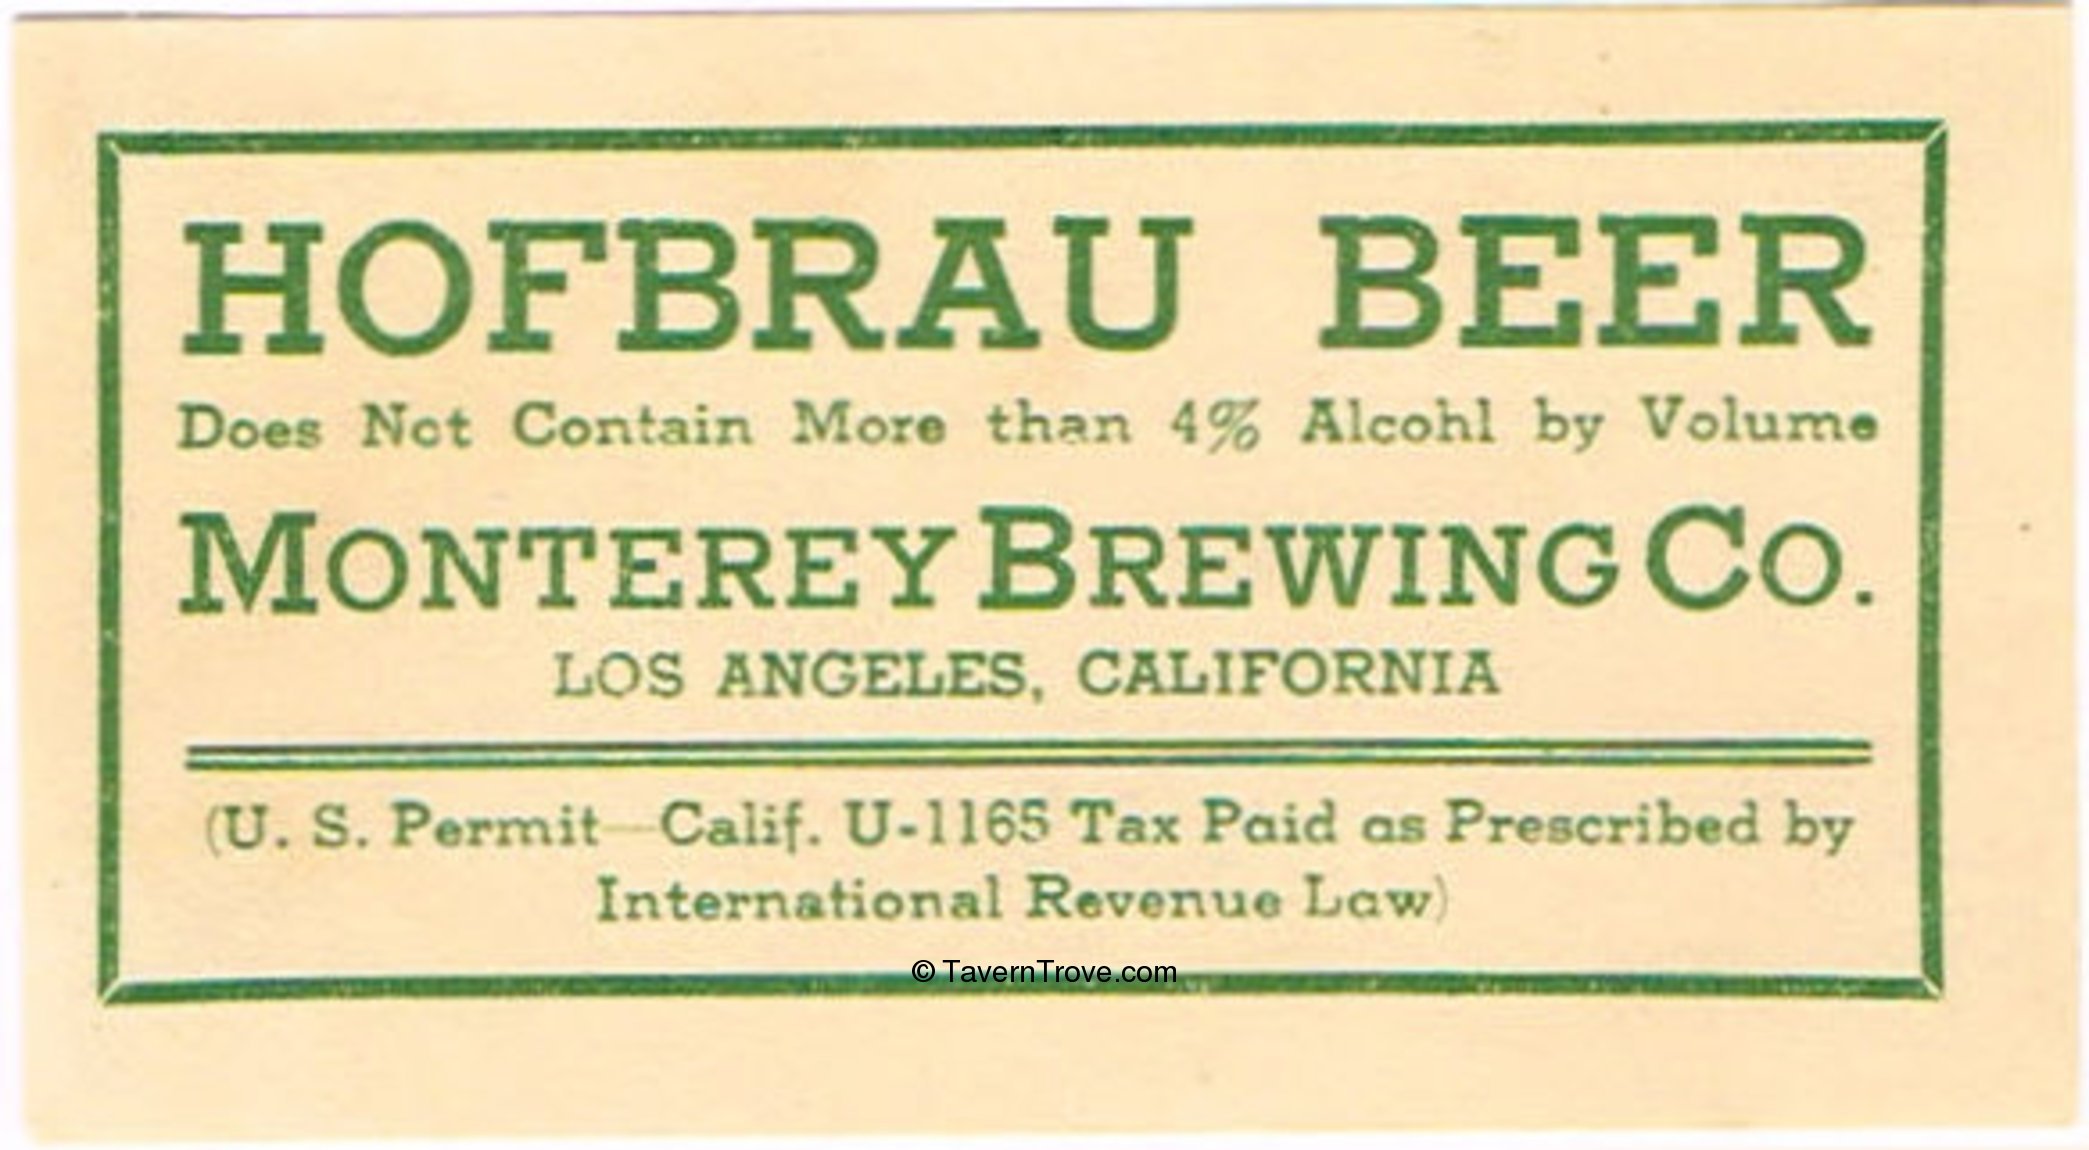 HOFBRAU BEER
Does Not Contain More than 4% Alcohl by Volume
MONTEREY BREWING CO.
LOS ANGELES, CALIFORNIA
(U. S. Permit—Calif. U-1165 Tax Paid as Prescribed by
International Revenue Law)
© TavernTrove.com